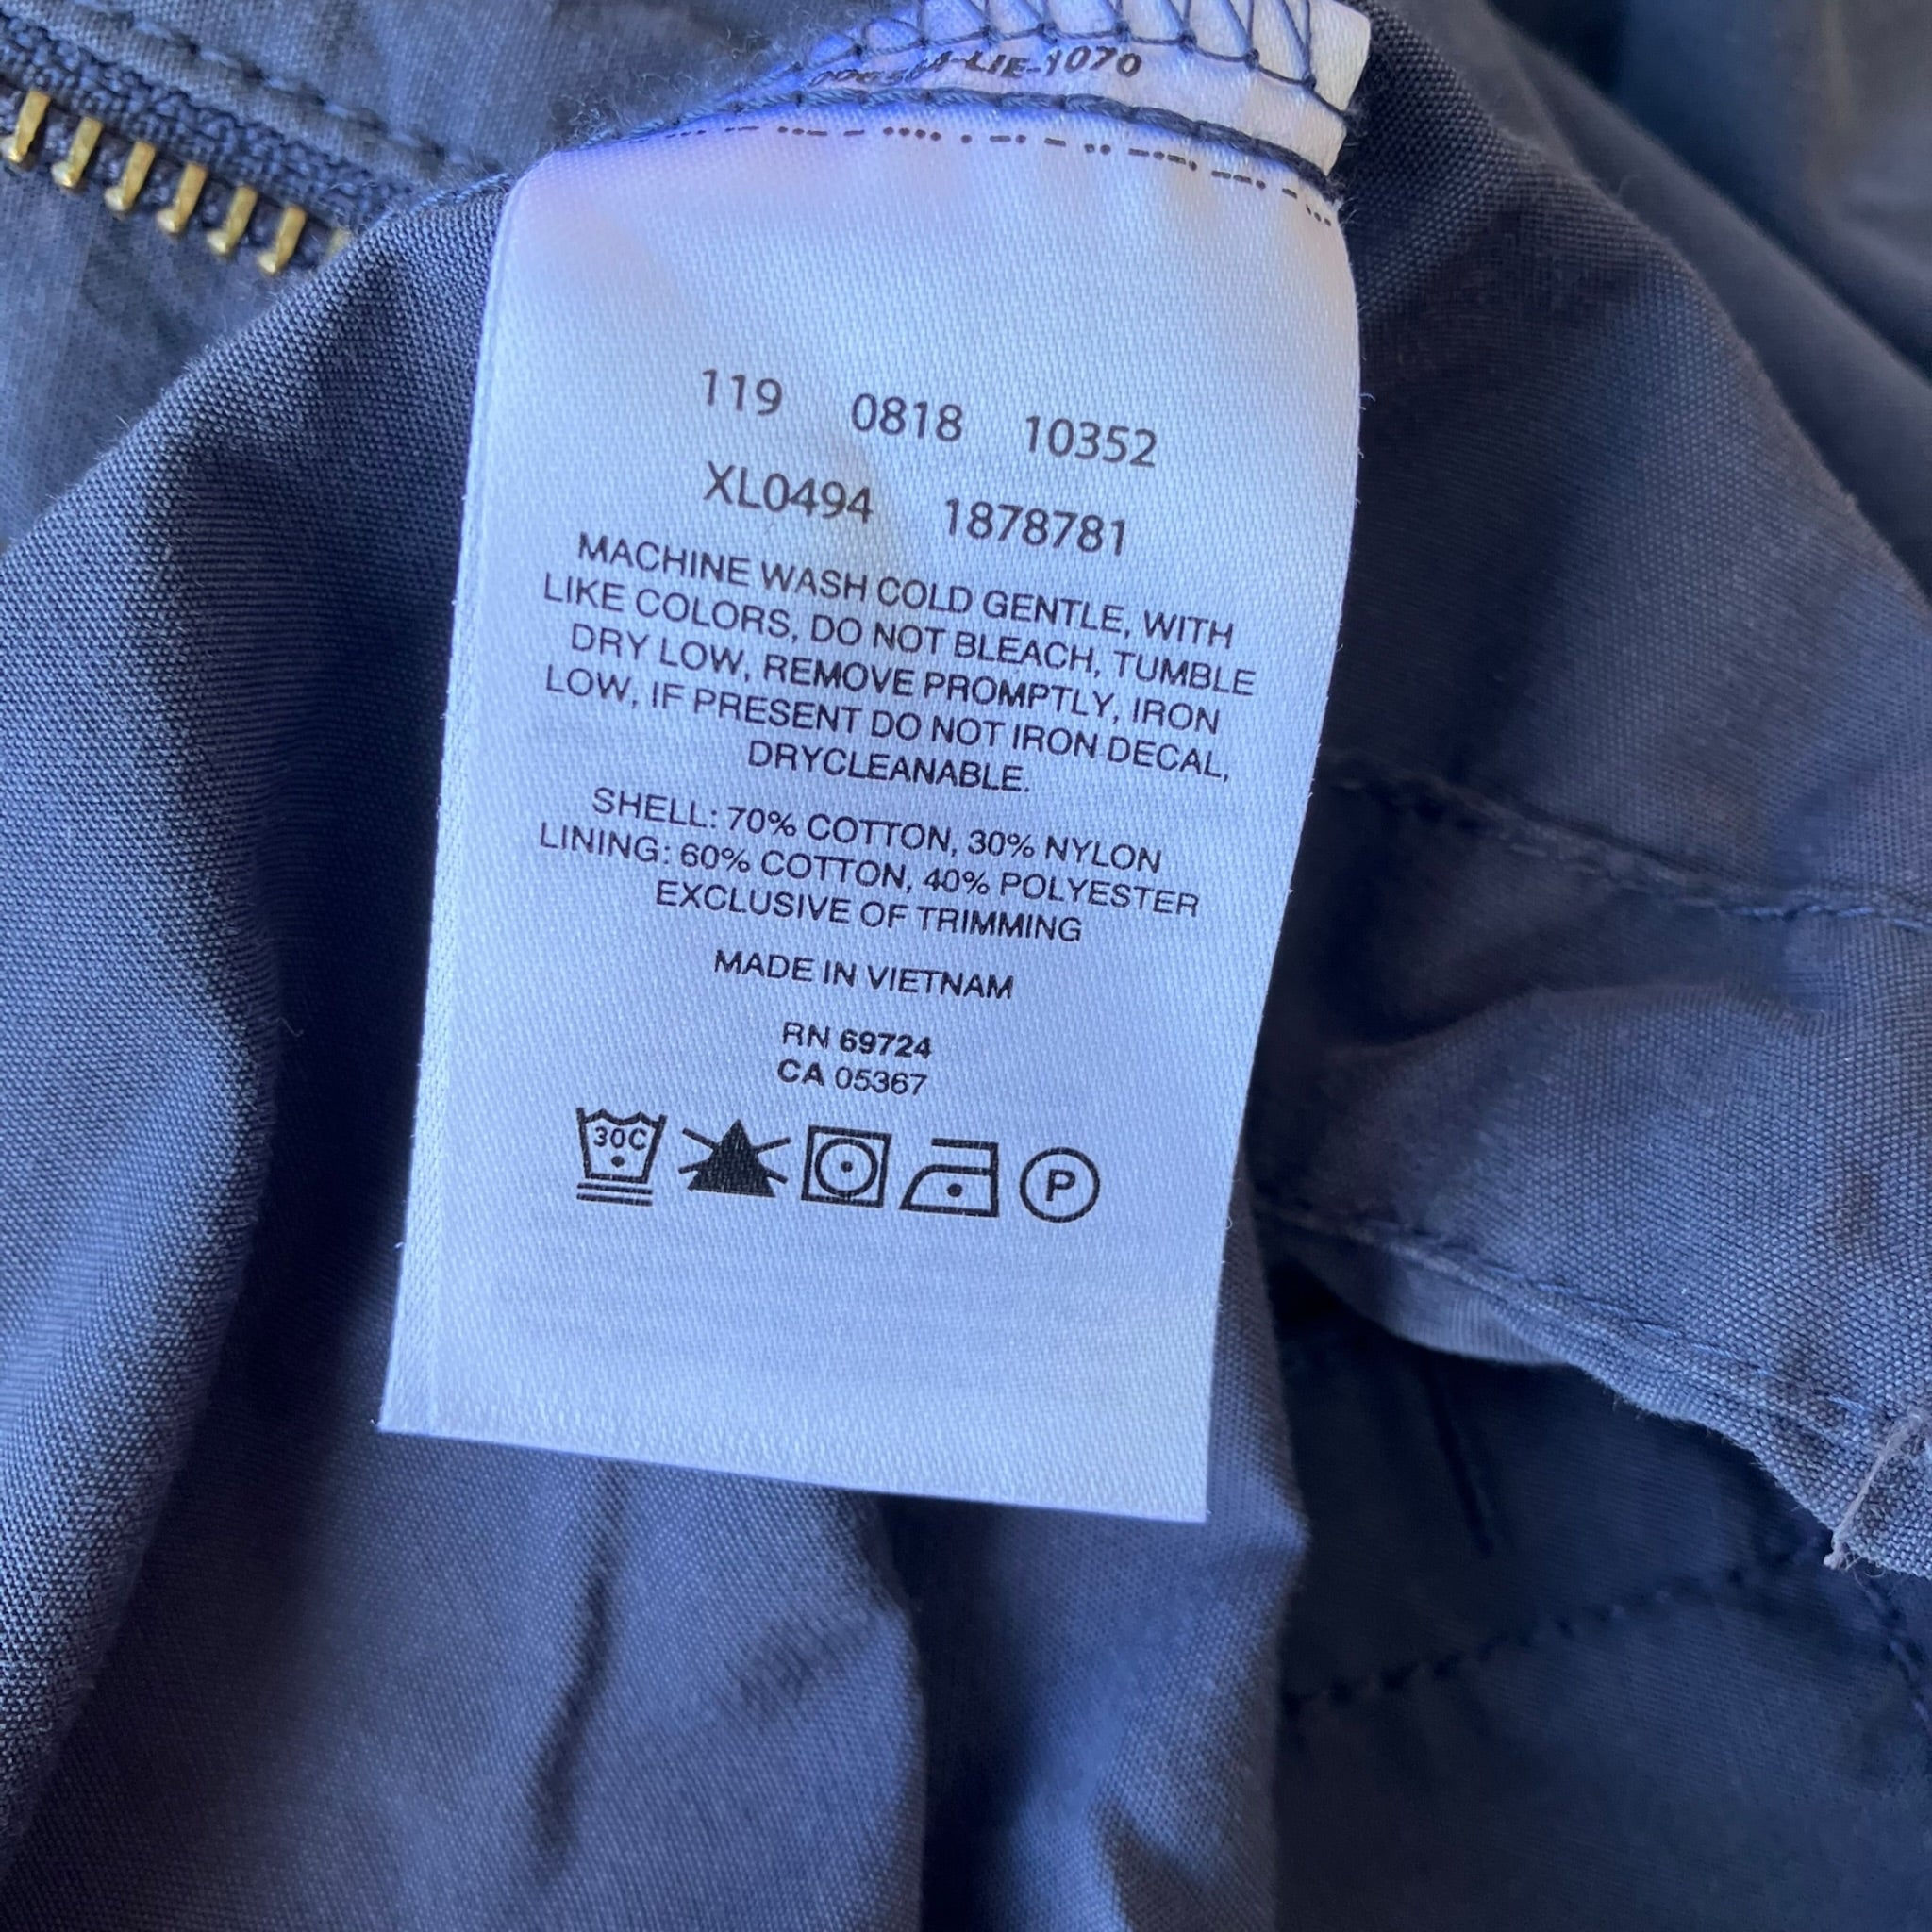 119 0818 10352
XL0494 1878781
MACHINE WASH COLD GENTLE, WITH
LIKE COLORS, DO NOT BLEACH, TUMBLE
DRY LOW, REMOVE PROMPTLY, IRON
LOW, IF PRESENT DO NOT IRON DECAL,
DRYCLEANABLE.
SHELL: 70% COTTON, 30% NYLON
LINING: 60% COTTON, 40% POLYESTER
EXCLUSIVE OF TRIMMING
MADE IN VIETNAM
RN 69724
CA 05367
30C
P